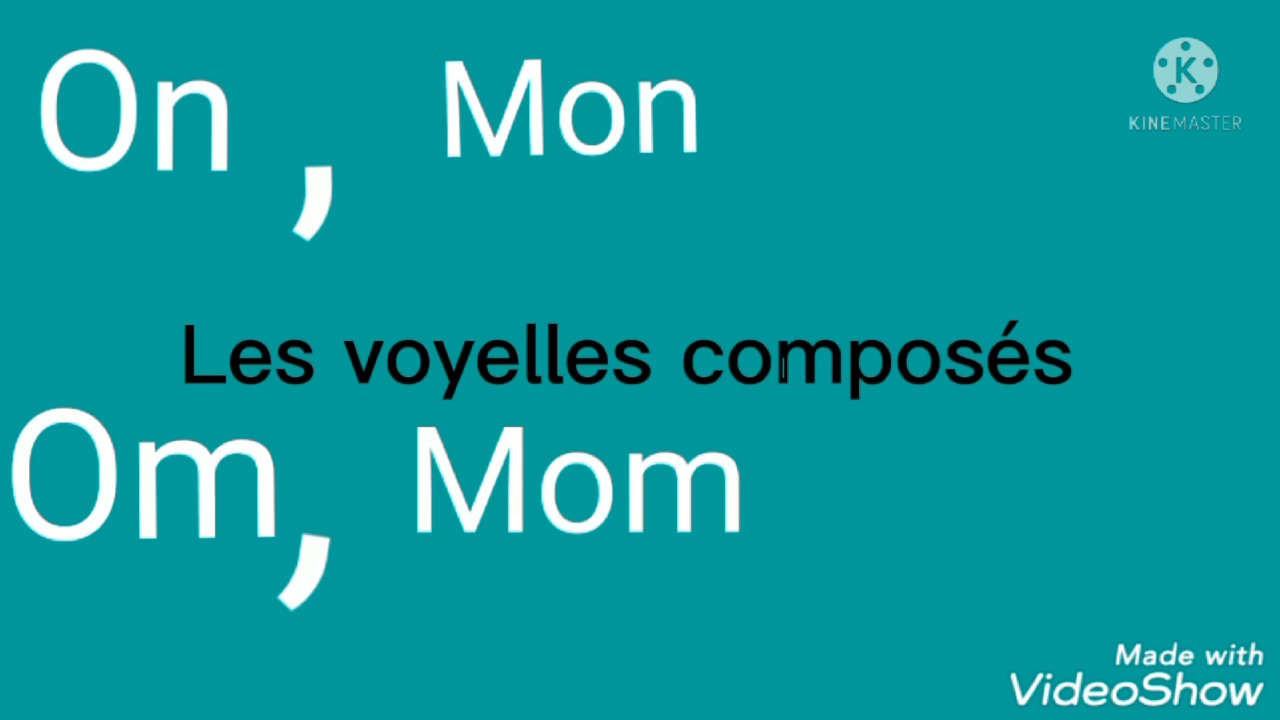 On , Mon
KINEMASTER
Les voyelles composés
Om, Mom
Made with
VideoShow